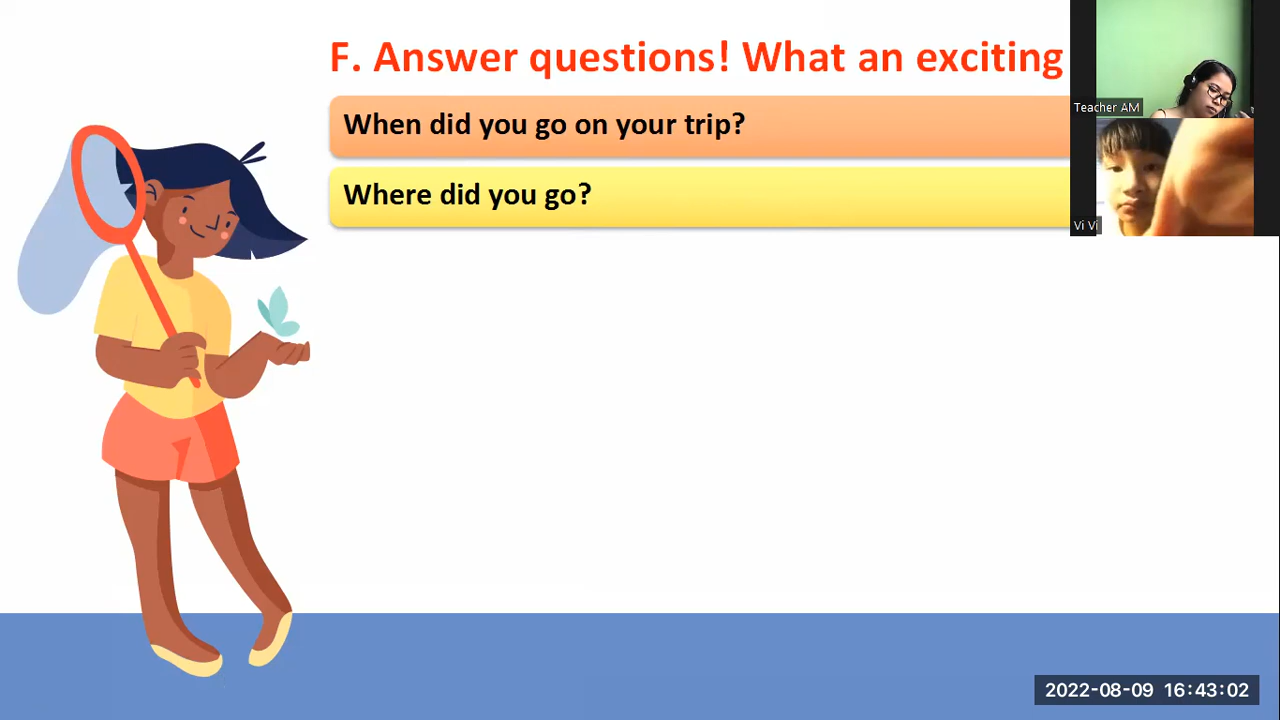 F. Answer questions! What an exciting
When did you go on your trip?
Where did you go?
Teacher AM
Vi Vi
2022-08-09 16:43:02